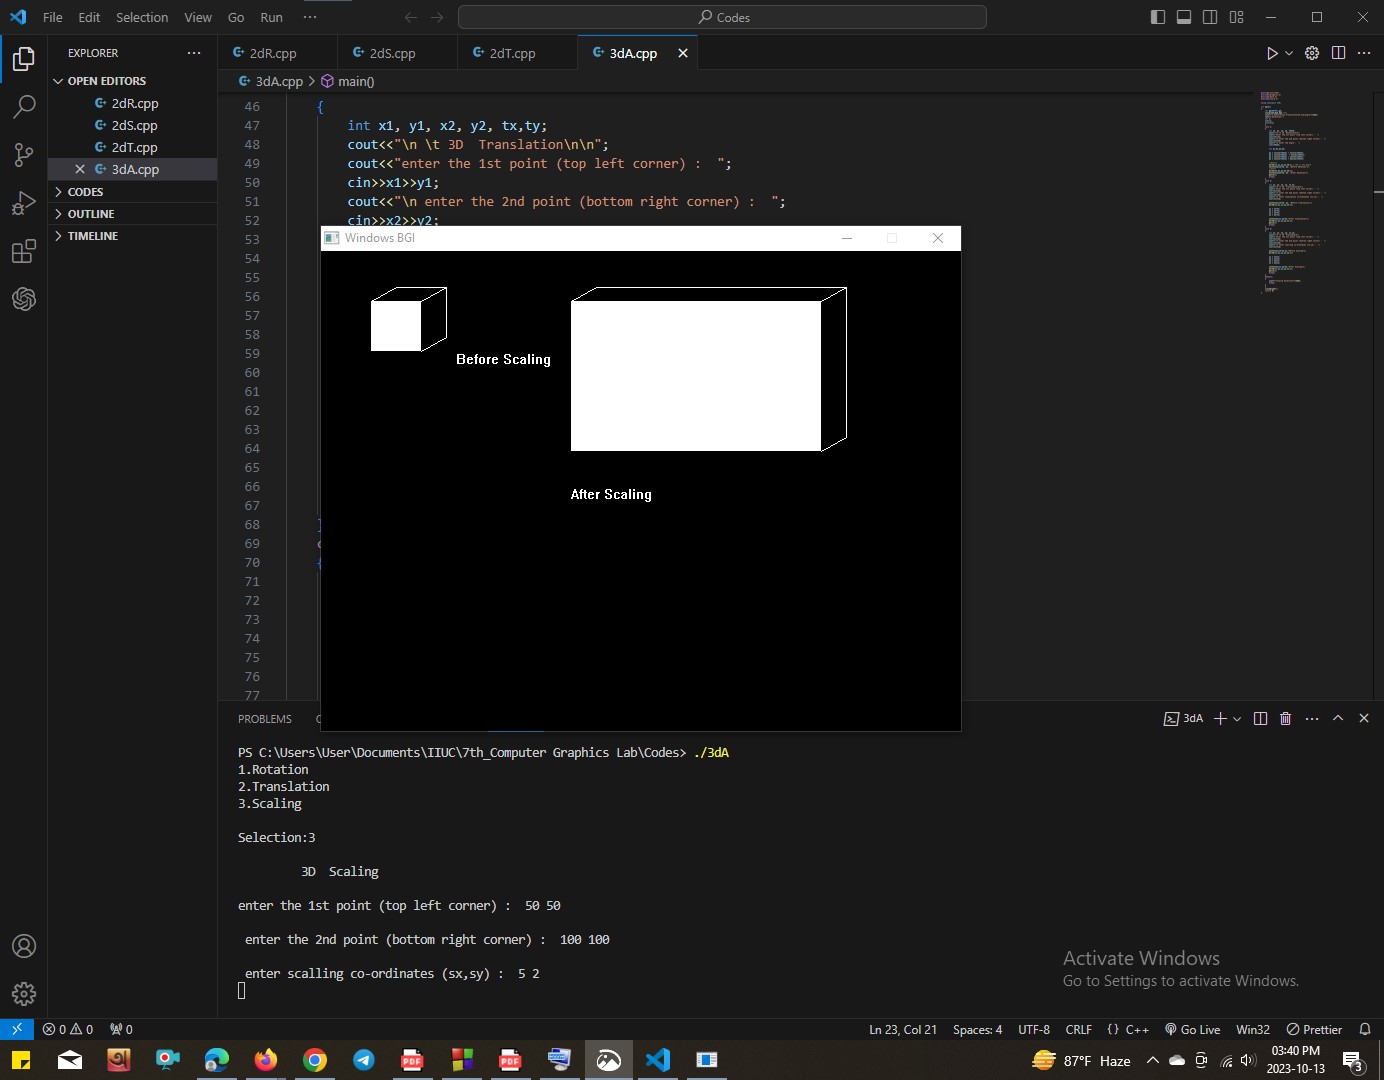 File Edit Selection View Go Run ··· Codes
EXPLORER ···
OPEN EDITORS
2dR.cpp
2dS.cpp
2dT.cpp
3dA.cpp
CODES
OUTLINE
TIMELINE
2dR.cpp 2dS.cpp 2dT.cpp 3dA.cpp
3dA.cpp > main()
46 {
47 int x1, y1, x2, y2, tx,ty;
48 cout<<"\n \t 3D  Translation\n\n";
49 cout<<"enter the 1st point (top left corner) :  ";
50 cin>>x1>>y1;
51 cout<<"\n enter the 2nd point (bottom right corner) :  ";
52 cin>>x2>>y2;
53
54
55
56
57
58
59
60
61
62
63
64
65
66
67
68 }
69
70 {
71
72
73
74
75
76
77
Windows BGI
Before Scaling
After Scaling
PROBLEMS 3dA
PS C:\Users\User\Documents\IIUC\7th_Computer Graphics Lab\Codes> ./3dA
1.Rotation
2.Translation
3.Scaling
Selection:3
3D  Scaling
enter the 1st point (top left corner) :  50 50
enter the 2nd point (bottom right corner) :  100 100
enter scalling co-ordinates (sx,sy) :  5 2
Activate Windows
Go to Settings to activate Windows.
0 0 0 Ln 23, Col 21 Spaces: 4 UTF-8 CRLF {} C++ Go Live Win32 Prettier
PDF PDF 87°F Haze 03:40 PM
2023-10-13 3